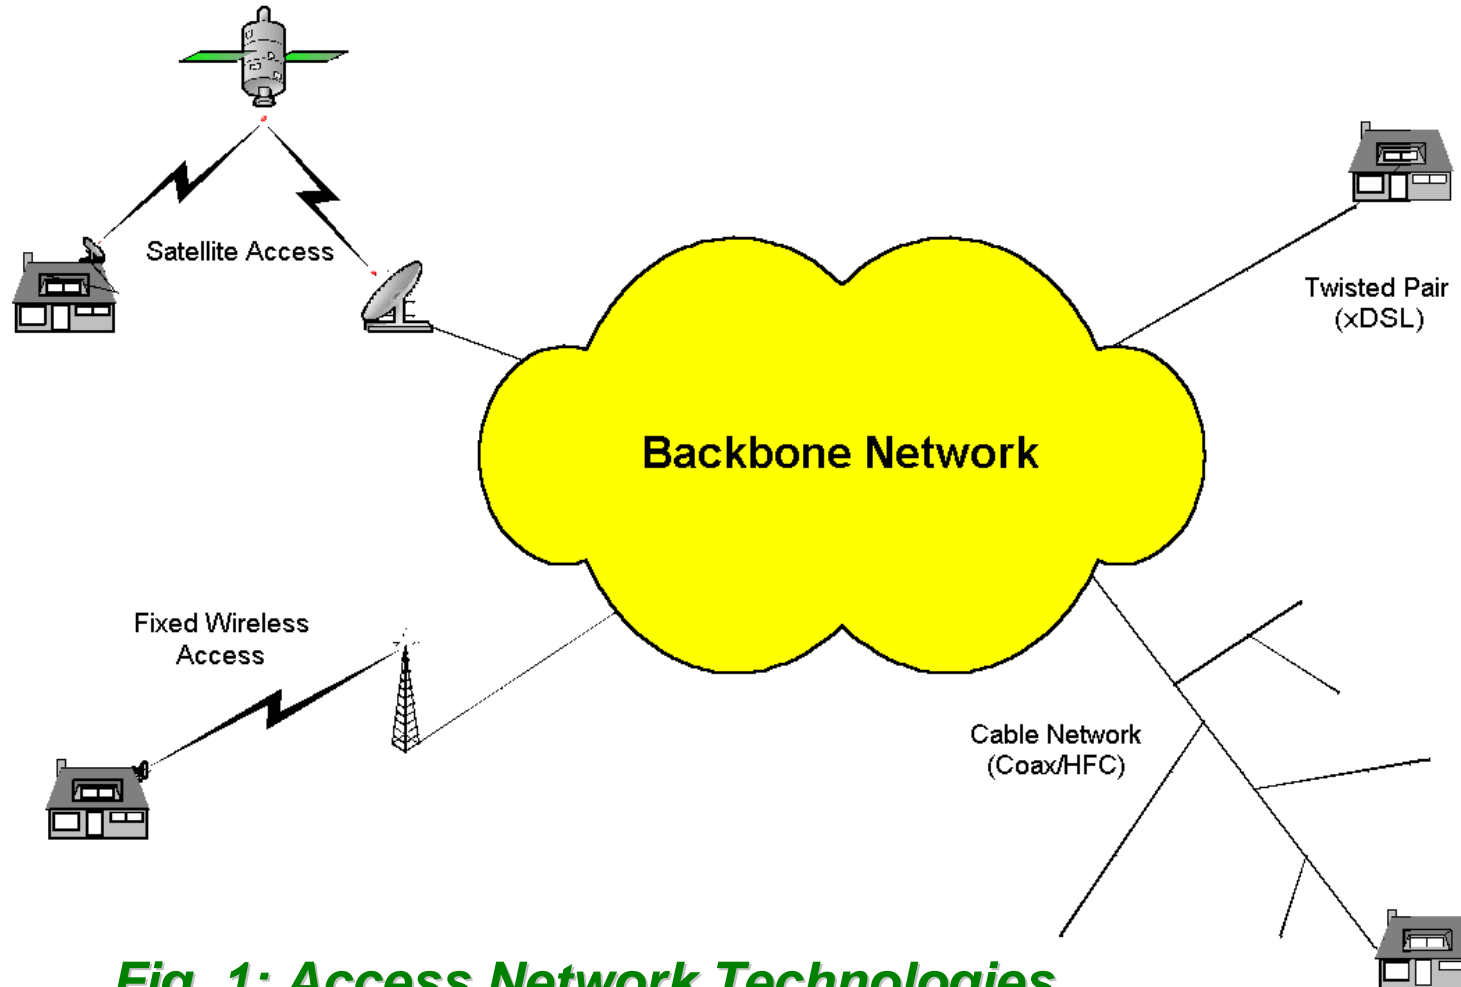 Satellite Access
Twisted Pair
(xDSL)
Backbone Network
Fixed Wireless
Access
Cable Network
(Coax/HFC)
Fig. 1: Access Network Technologies